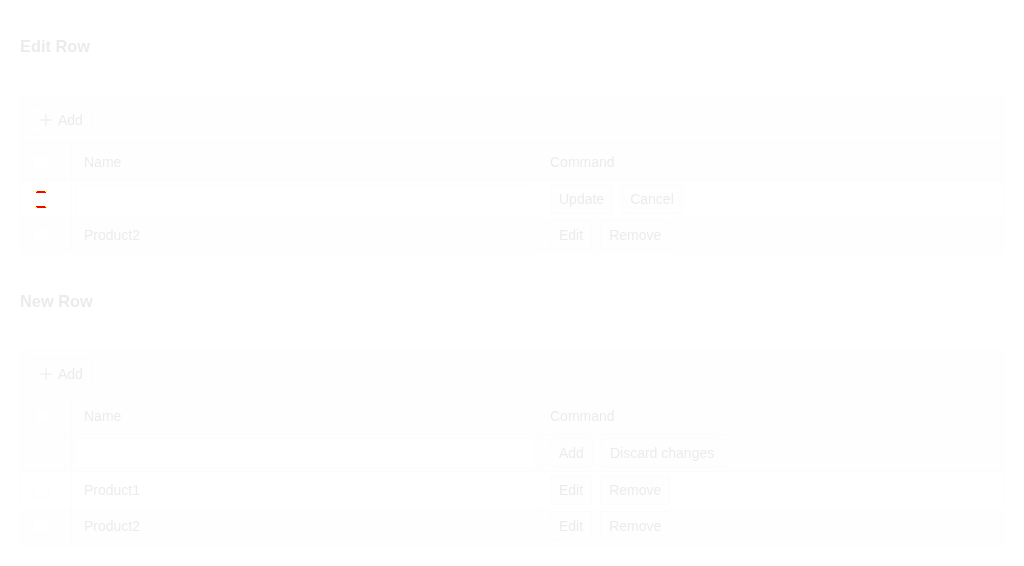 Edit Row
Add
Name Command
Update Cancel
Product2 Edit Remove
New Row
Add
Name Command
Add Discard changes
Product1 Edit Remove
Product2 Edit Remove